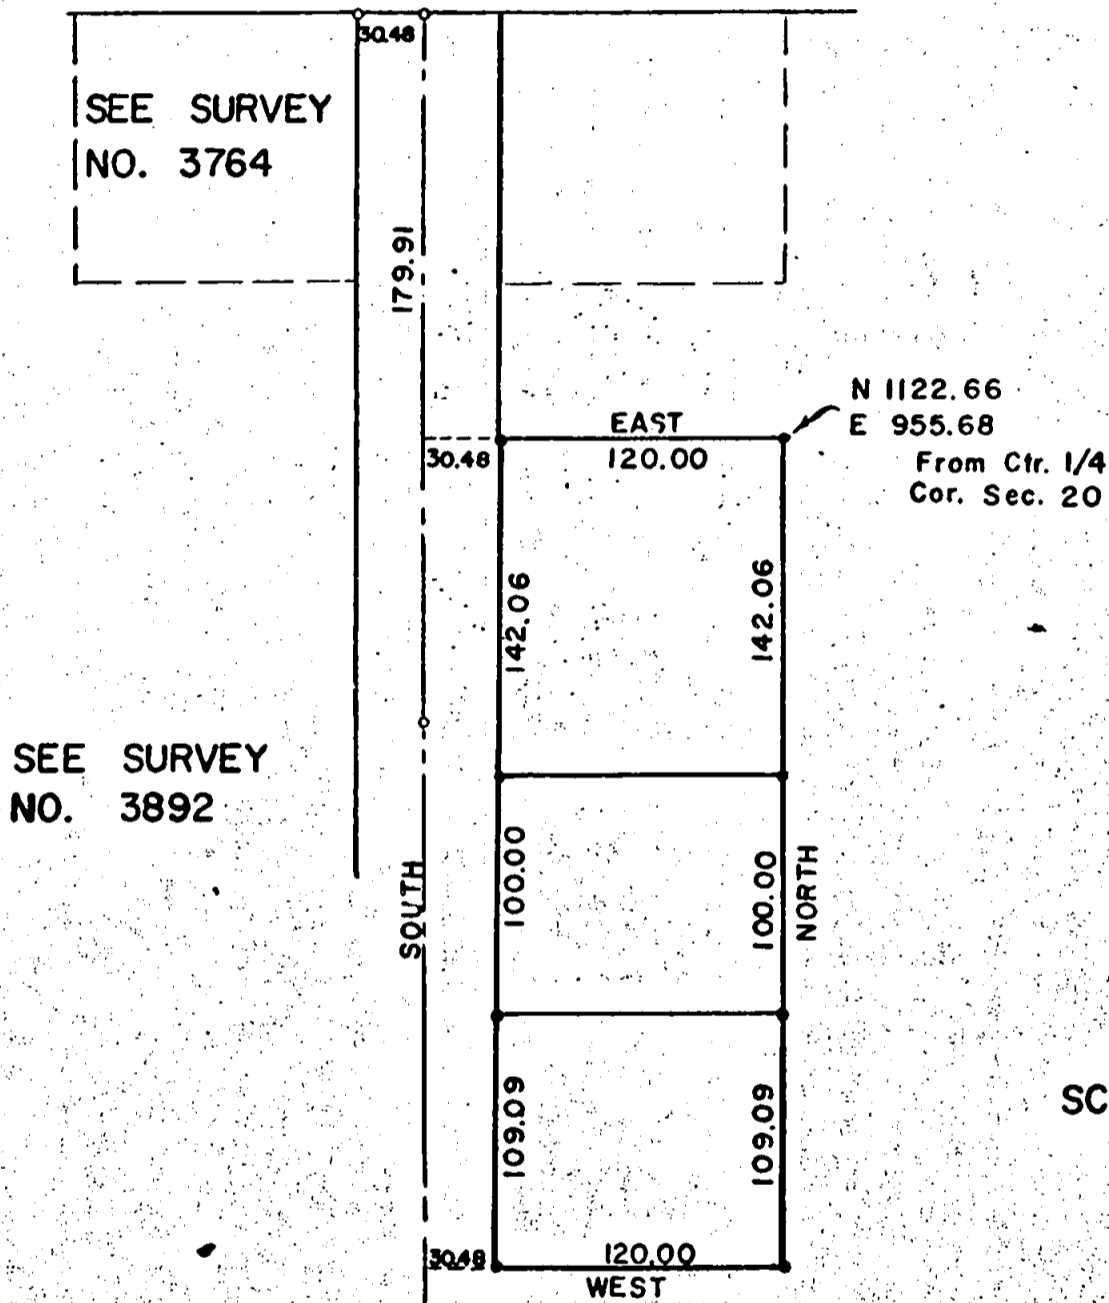 30.48
SEE SURVEY
NO. 3764
179.91
N 1122.66
E 955.68
From Ctr. 1/4
Cor. Sec. 20
EAST
30.48
120.00
142.06
142.06
SEE SURVEY
NO. 3892
SOUTH
100.00
100.00
NORTH
109.09
109.09
SC
30.48
120.00
WEST